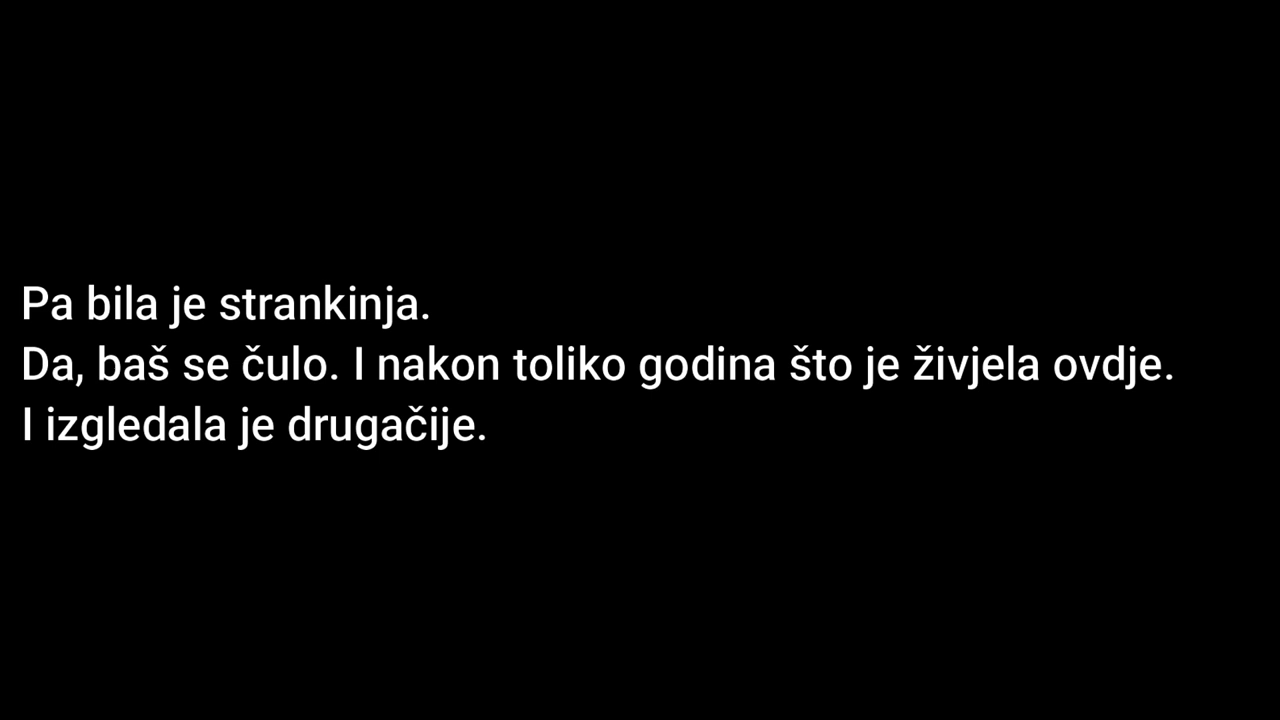 Pa bila je strankinja.
Da, baš se čulo. I nakon toliko godina što je živjela ovdje.
I izgledala je drugačije.